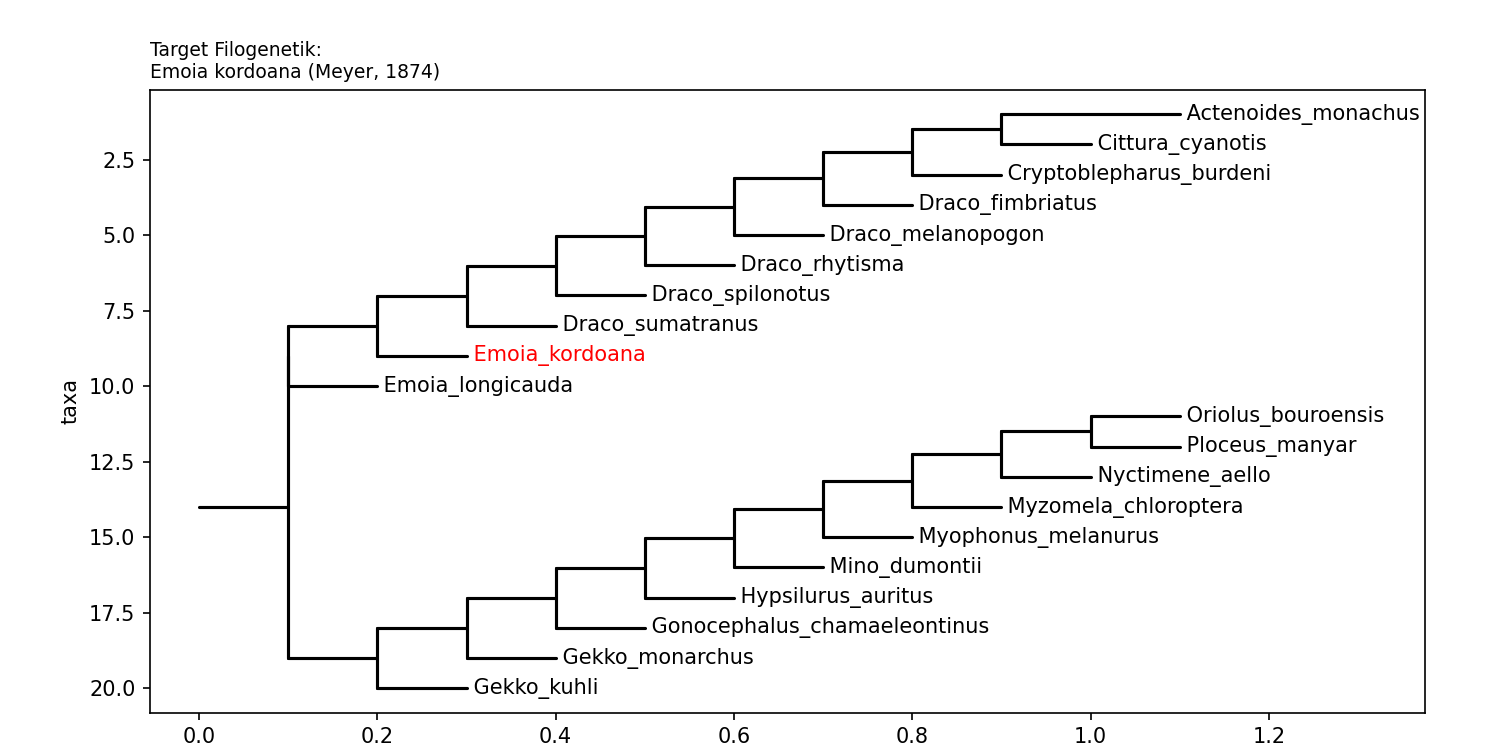 Target Filogenetik:
Emoia kordoana (Meyer, 1874)
Actenoides_monachus
Cittura_cyanotis
2.5
Cryptoblepharus_burdeni
Draco_fimbriatus
5.0
Draco_melanopogon
Draco_rhytisma
Draco_spilonotus
7.5
Draco_sumatranus
Emoia_kordoana
10.0
Emoia_longicauda
taxa
Oriolus_bouroensis
Ploceus_manyar
12.5
Nyctimene_aello
Myzomela_chloroptera
15.0
Myophonus_melanurus
Mino_dumontii
Hypsilurus_auritus
17.5
Gonocephalus_chamaeleontinus
Gekko_monarchus
20.0
Gekko_kuhli
0.0 0.2 0.4 0.6 0.8 1.0 1.2